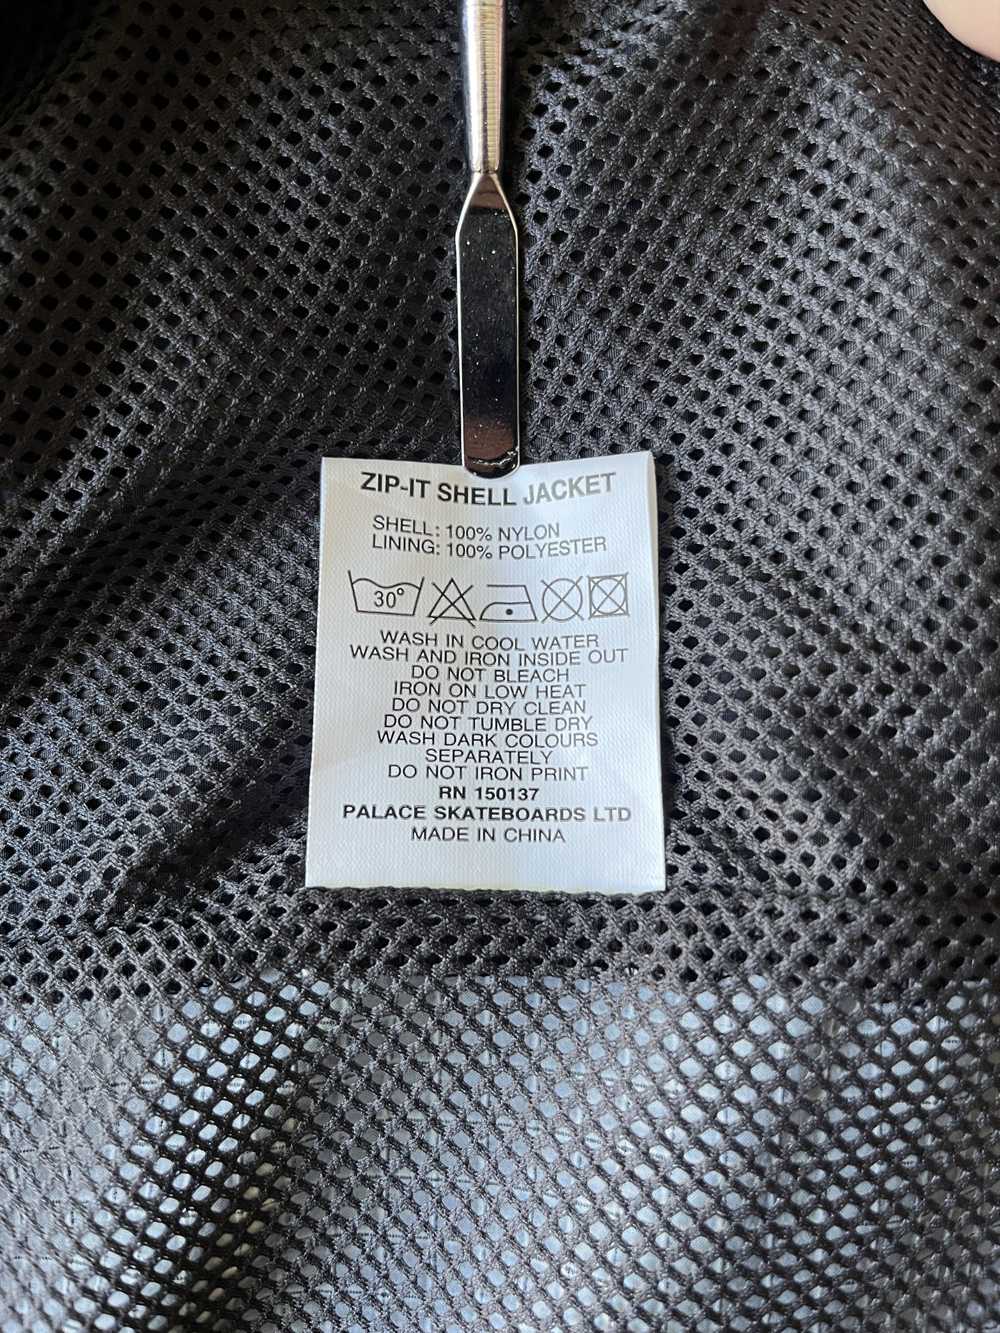 ZIP-IT SHELL JACKET
SHELL: 100% NYLON
LINING: 100% POLYESTER
30°
WASH IN COOL WATER
WASH AND IRON INSIDE OUT
DO NOT BLEACH
IRON ON LOW HEAT
DO NOT DRY CLEAN
DO NOT TUMBLE DRY
WASH DARK COLOURS
SEPARATELY
DO NOT IRON PRINT
RN 150137
PALACE SKATEBOARDS LTD
MADE IN CHINA